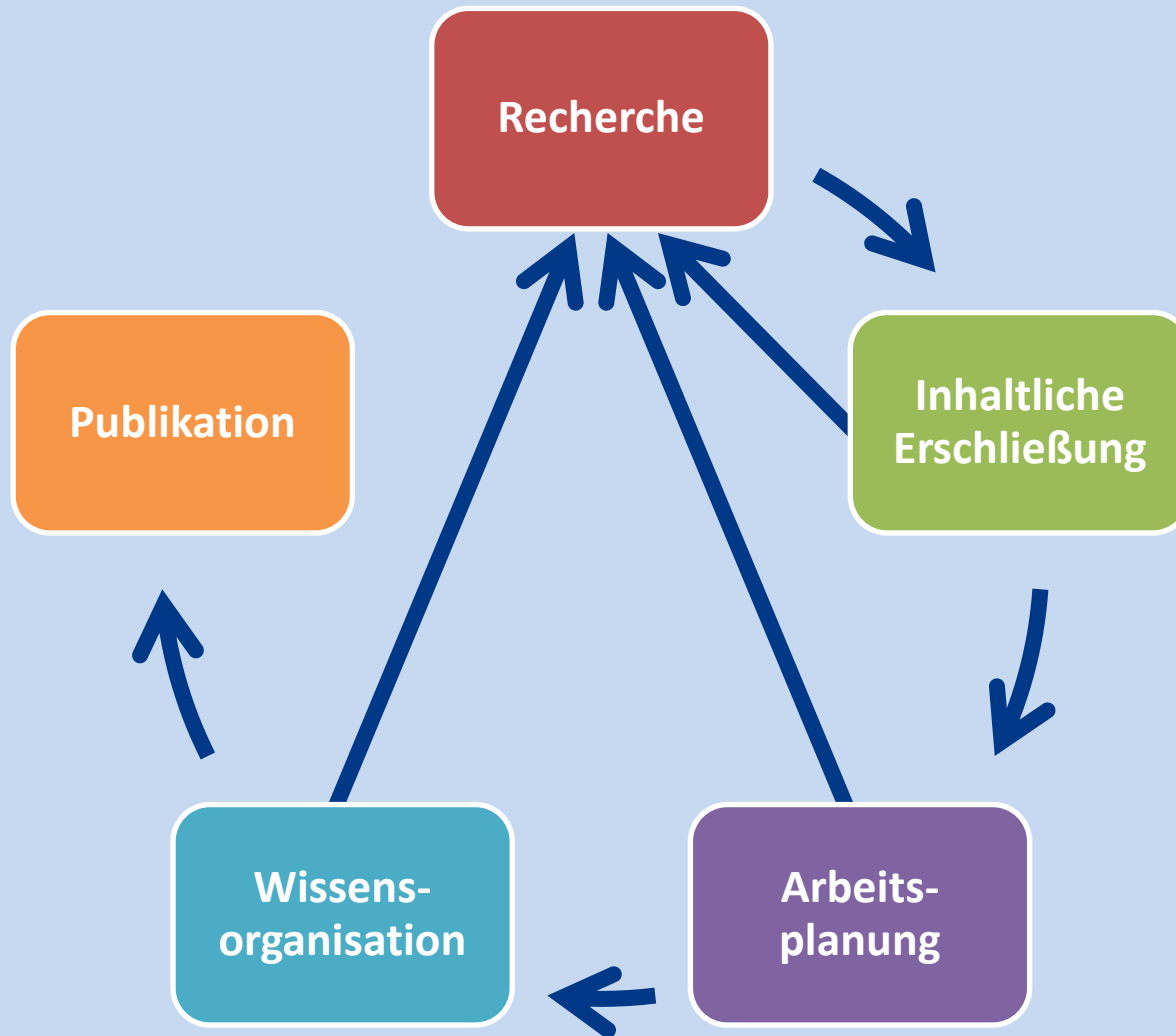 Recherche
Inhaltliche
Erschließung
Arbeits-
planung
Wissens-
organisation
Publikation